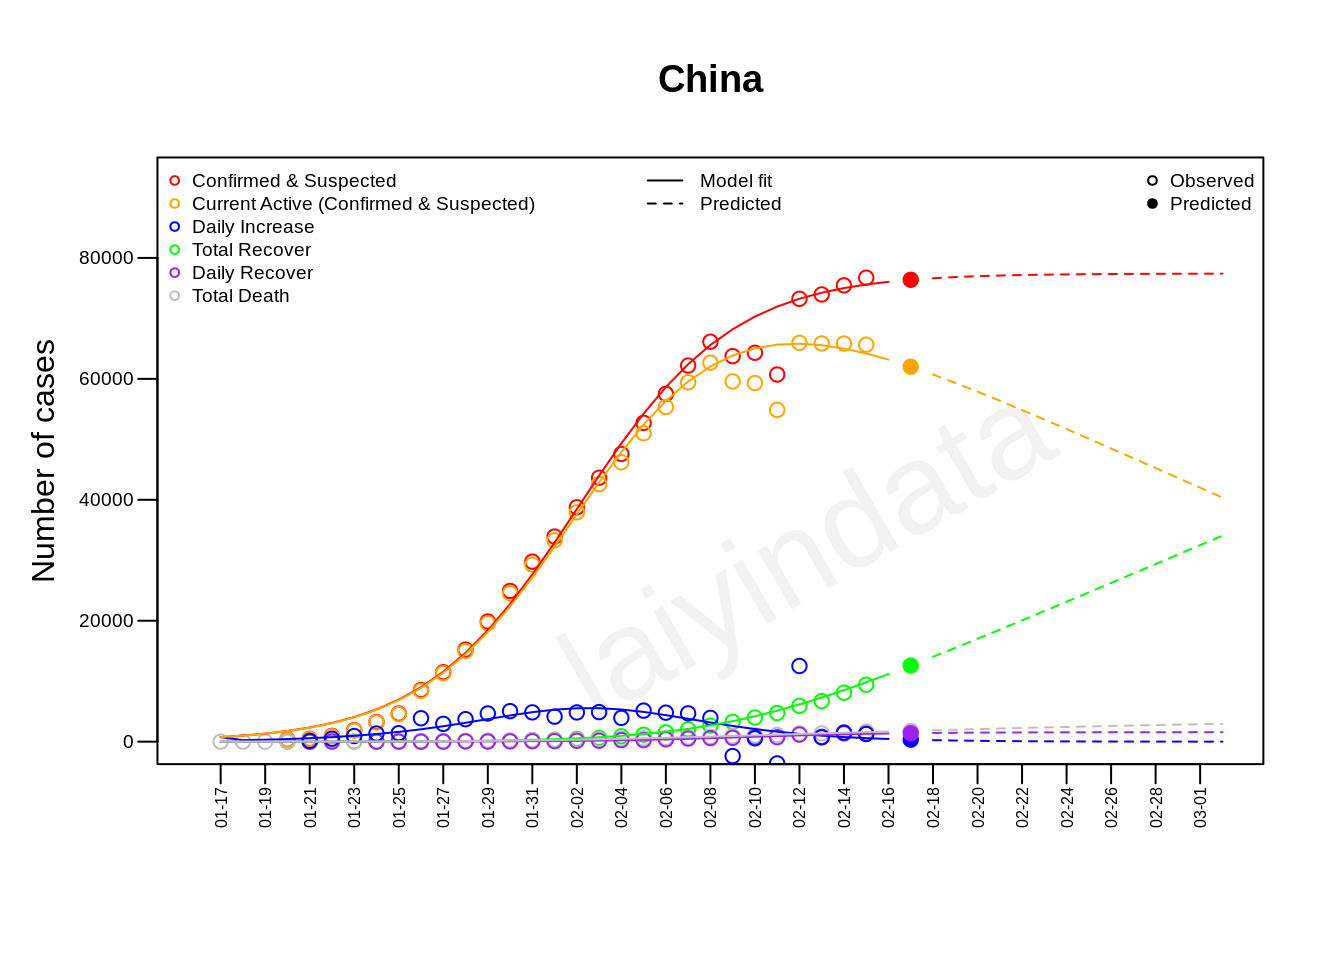 China
Confirmed & Suspected
Current Active (Confirmed & Suspected)
Daily Increase
Total Recover
Daily Recover
Total Death
Model fit
Predicted
Observed
Predicted
Number of cases
80000
60000
40000
20000
0
laiyindata
01-17
01-19
01-21
01-23
01-25
01-27
01-29
01-31
02-02
02-04
02-06
02-08
02-10
02-12
02-14
02-16
02-18
02-20
02-22
02-24
02-26
02-28
03-01